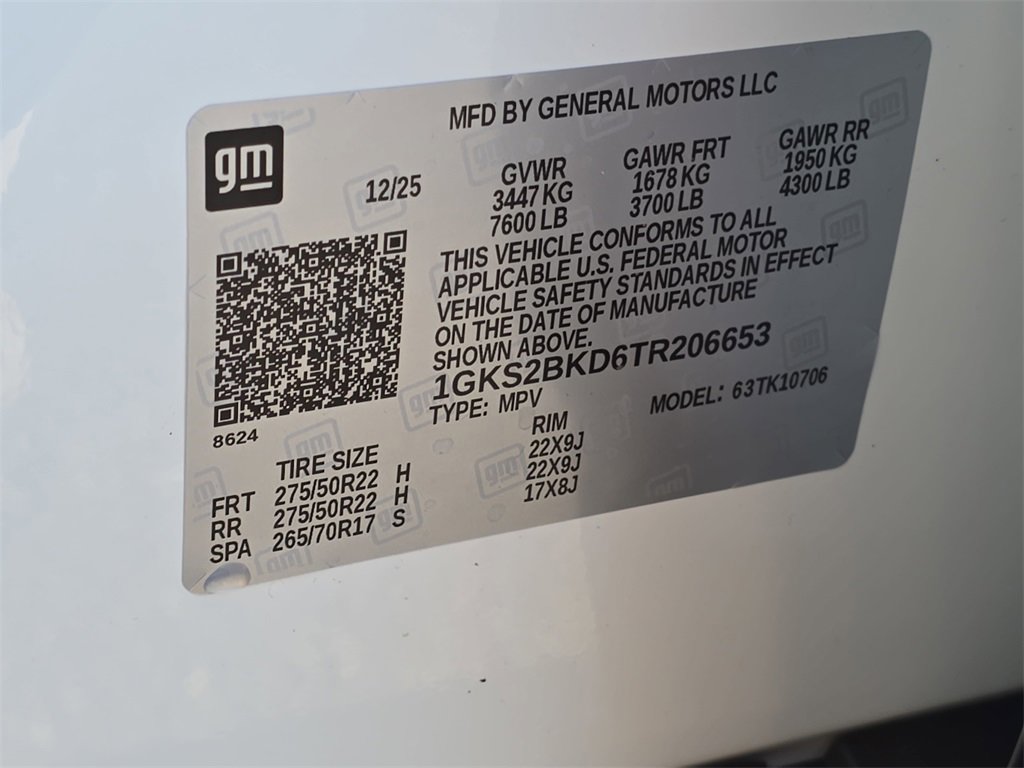 MFD BY GENERAL MOTORS LLC
gm
12/25
GVWR GAWR FRT GAWR RR
3447 KG 1678 KG 1950 KG
7600 LB 3700 LB 4300 LB
THIS VEHICLE CONFORMS TO ALL
APPLICABLE U.S. FEDERAL MOTOR
VEHICLE SAFETY STANDARDS IN EFFECT
ON THE DATE OF MANUFACTURE
SHOWN ABOVE.
1GKS2BKD6TR206653
TYPE: MPV MODEL: 63TK10706
8624
TIRE SIZE RIM
FRT 275/50R22 H 22X9J
RR 275/50R22 H 22X9J
SPA 265/70R17 S 17X8J